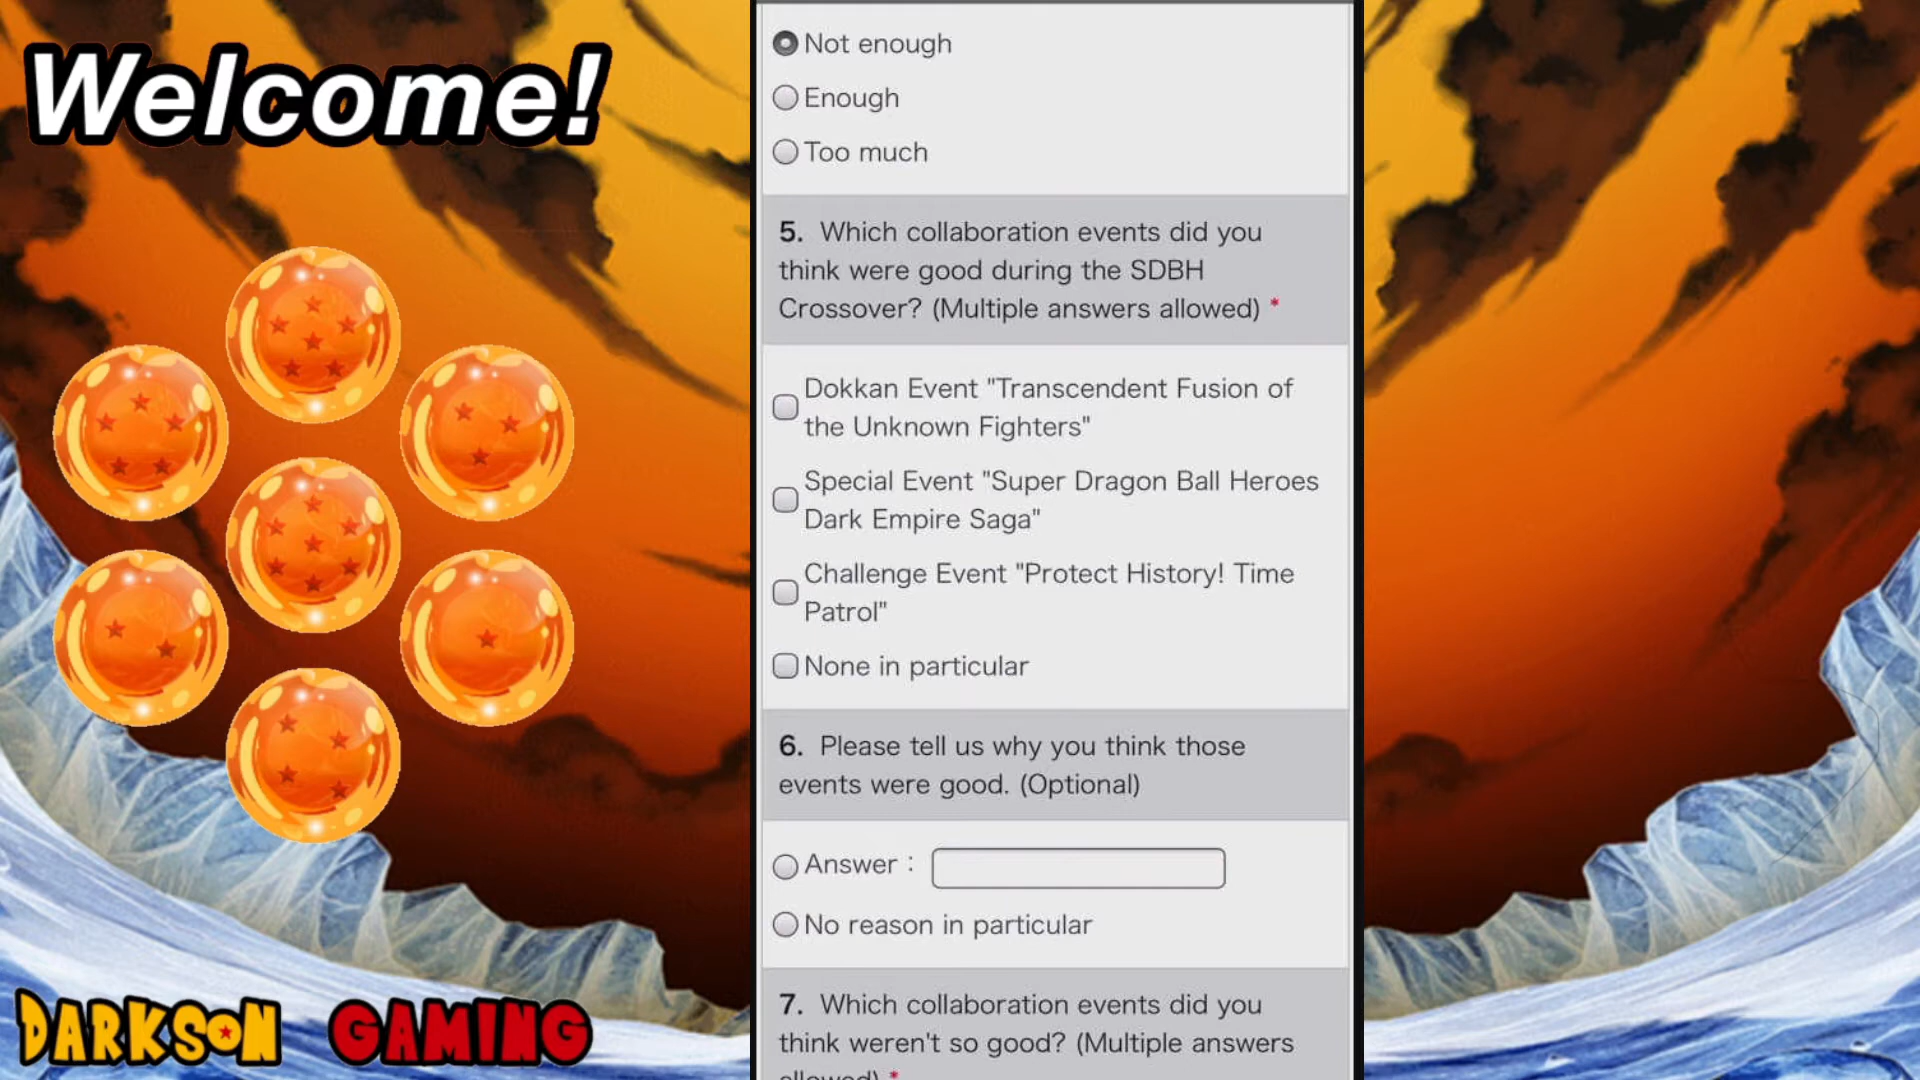 Welcome!
DARKSON GAMING
Not enough
Enough
Too much
5. Which collaboration events did you
think were good during the SDBH
Crossover? (Multiple answers allowed) *
Dokkan Event "Transcendent Fusion of
the Unknown Fighters"
Special Event "Super Dragon Ball Heroes
Dark Empire Saga"
Challenge Event "Protect History! Time
Patrol"
None in particular
6. Please tell us why you think those
events were good. (Optional)
Answer :
No reason in particular
7. Which collaboration events did you
think weren't so good? (Multiple answers
allowed) *